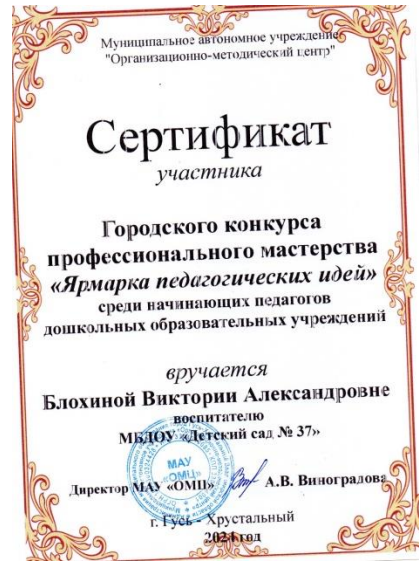 Муниципальное автономное учреждение
"Организационно-методический центр"
Сертификат
участника
Городского конкурса
профессионального мастерства
«Ярмарка педагогических идей»
среди начинающих педагогов
дошкольных образовательных учреждений
вручается
Блохиной Виктории Александровне
воспитателю
МБДОУ «Детский сад № 37»
МАУ
«ОМЦ»
Директор МАУ «ОМЦ» А.В. Виноградова
г. Гусь - Хрустальный
2024 год